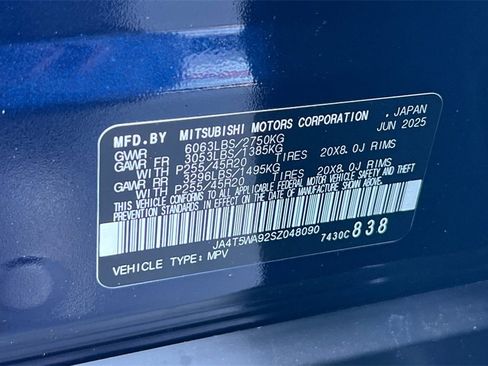 MFD.BY MITSUBISHI MOTORS CORPORATION , JAPAN
GVWR 6063LBS/2750KG JUN 2025
GAWR FR 3053LBS/1385KG
WITH P255/45R20 TIRES 20X8.0J RIMS
GAWR RR 3296LBS/1495KG
WITH P255/45R20 TIRES 20X8.0J RIMS
THIS VEHICLE CONFORMS TO ALL APPLICABLE FEDERAL MOTOR VEHICLE SAFETY AND
THEFT PREVENTION STANDARDS IN EFFECT ON THE DATE OF MANUFACTURE SHOWN ABOVE.
JA4T5WA92SZ048090 7430C 838
VEHICLE TYPE: MPV